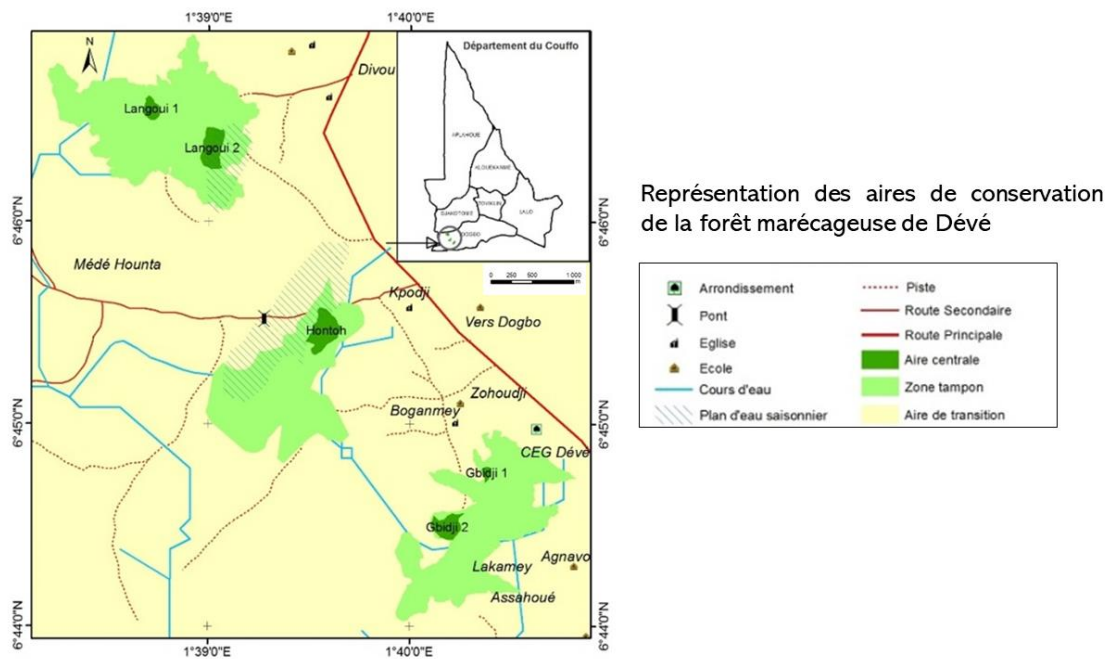 1°39'0"E
1°40'0"E
N
Département du Couffo
Divou
Langoui 1
APLAHOUE
Langoui 2
KLOUEKANME
TOVIKLIN
LALO
DJAKOTOMEY
DOGBO
6°46'0"N
6°46'0"N
Médé Hounta
0 250 500 1 000
m
Kpodji
Vers Dogbo
Hontoh
Zohoudji
Boganmey
6°45'0"N
6°45'0"N
CEG Dévé
Gbidji 1
Gbidji 2
Agnavo
Lakamey
Assahoué
6°44'0"N
6°44'0"N
1°39'0"E
1°40'0"E
Représentation des aires de conservation
de la forêt marécageuse de Dévé
Arrondissement
Pont
Eglise
Ecole
Cours d'eau
Plan d'eau saisonnier
Piste
Route Secondaire
Route Principale
Aire centrale
Zone tampon
Aire de transition